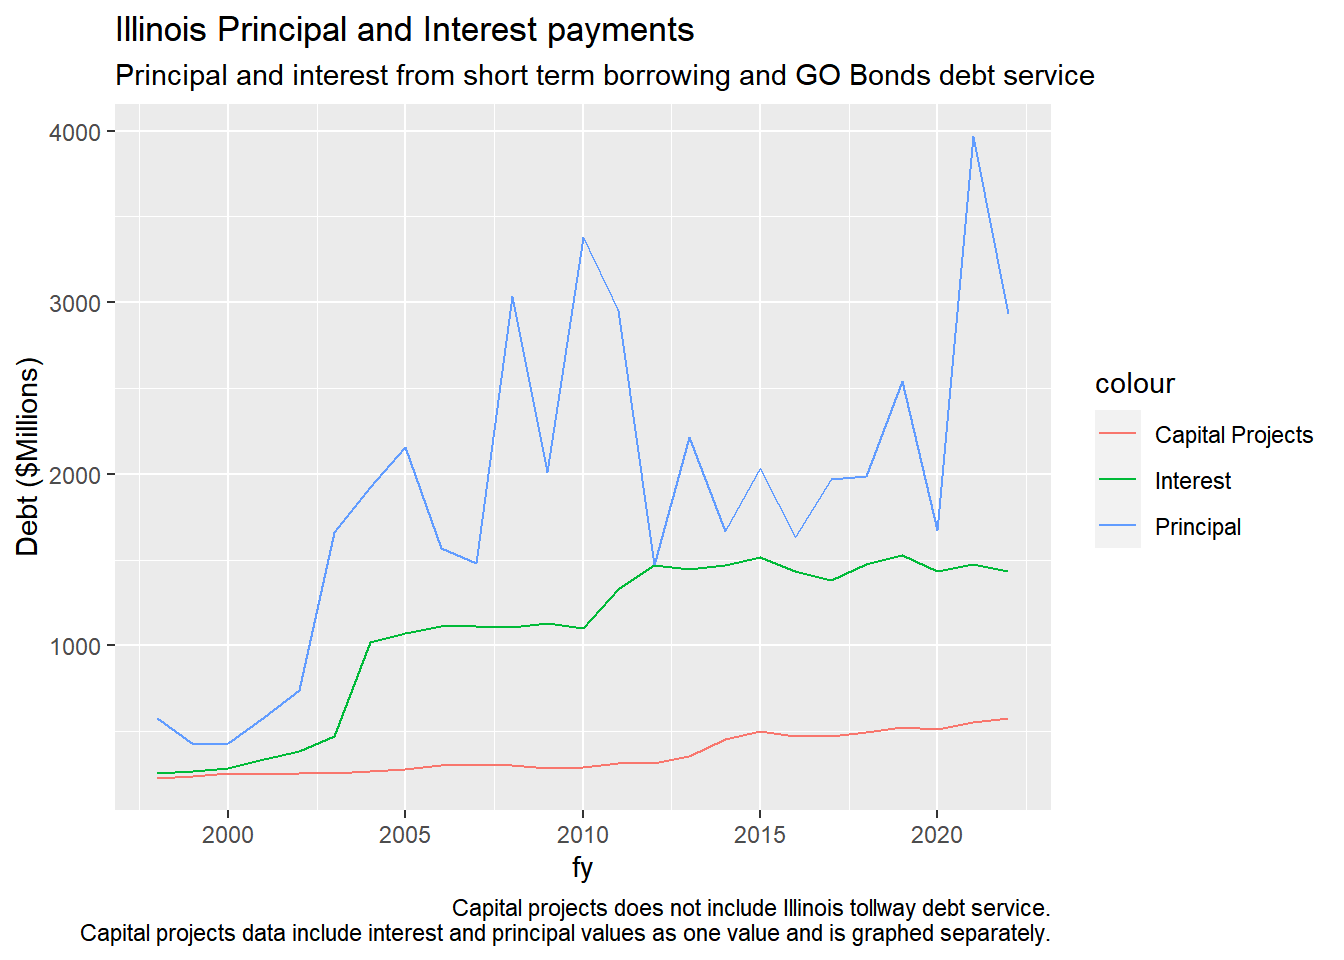 Illinois Principal and Interest payments
Principal and interest from short term borrowing and GO Bonds debt service
Debt ($Millions)
4000
3000
2000
1000
2000
2005
2010
2015
2020
fy
colour
Capital Projects
Interest
Principal
Capital projects does not include Illinois tollway debt service.
Capital projects data include interest and principal values as one value and is graphed separately.